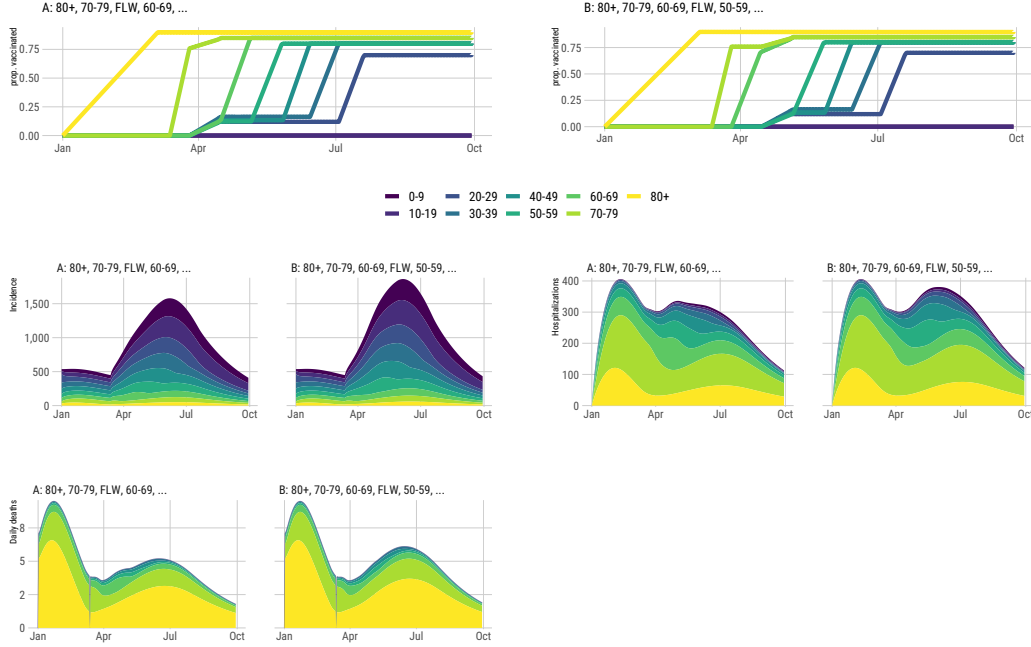 A: 80+, 70-79, FLW, 60-69, ...
B: 80+, 70-79, 60-69, FLW, 50-59, ...
prop. vaccinated
0.75
0.50
0.25
0.00
Jan
Apr
Jul
Oct
prop. vaccinated
0.75
0.50
0.25
0.00
Jan
Apr
Jul
Oct
0-9
20-29
40-49
60-69
80+
10-19
30-39
50-59
70-79
A: 80+, 70-79, FLW, 60-69, ...
B: 80+, 70-79, 60-69, FLW, 50-59, ...
Incidence
1,500
1,000
500
0
Jan
Apr
Jul
Oct
Jan
Apr
Jul
Oct
A: 80+, 70-79, FLW, 60-69, ...
B: 80+, 70-79, 60-69, FLW, 50-59, ...
Hospitalizations
400
300
200
100
0
Jan
Apr
Jul
Oct
Jan
Apr
Jul
Oct
A: 80+, 70-79, FLW, 60-69, ...
B: 80+, 70-79, 60-69, FLW, 50-59, ...
Daily deaths
8
5
2
0
Jan
Apr
Jul
Oct
Jan
Apr
Jul
Oct